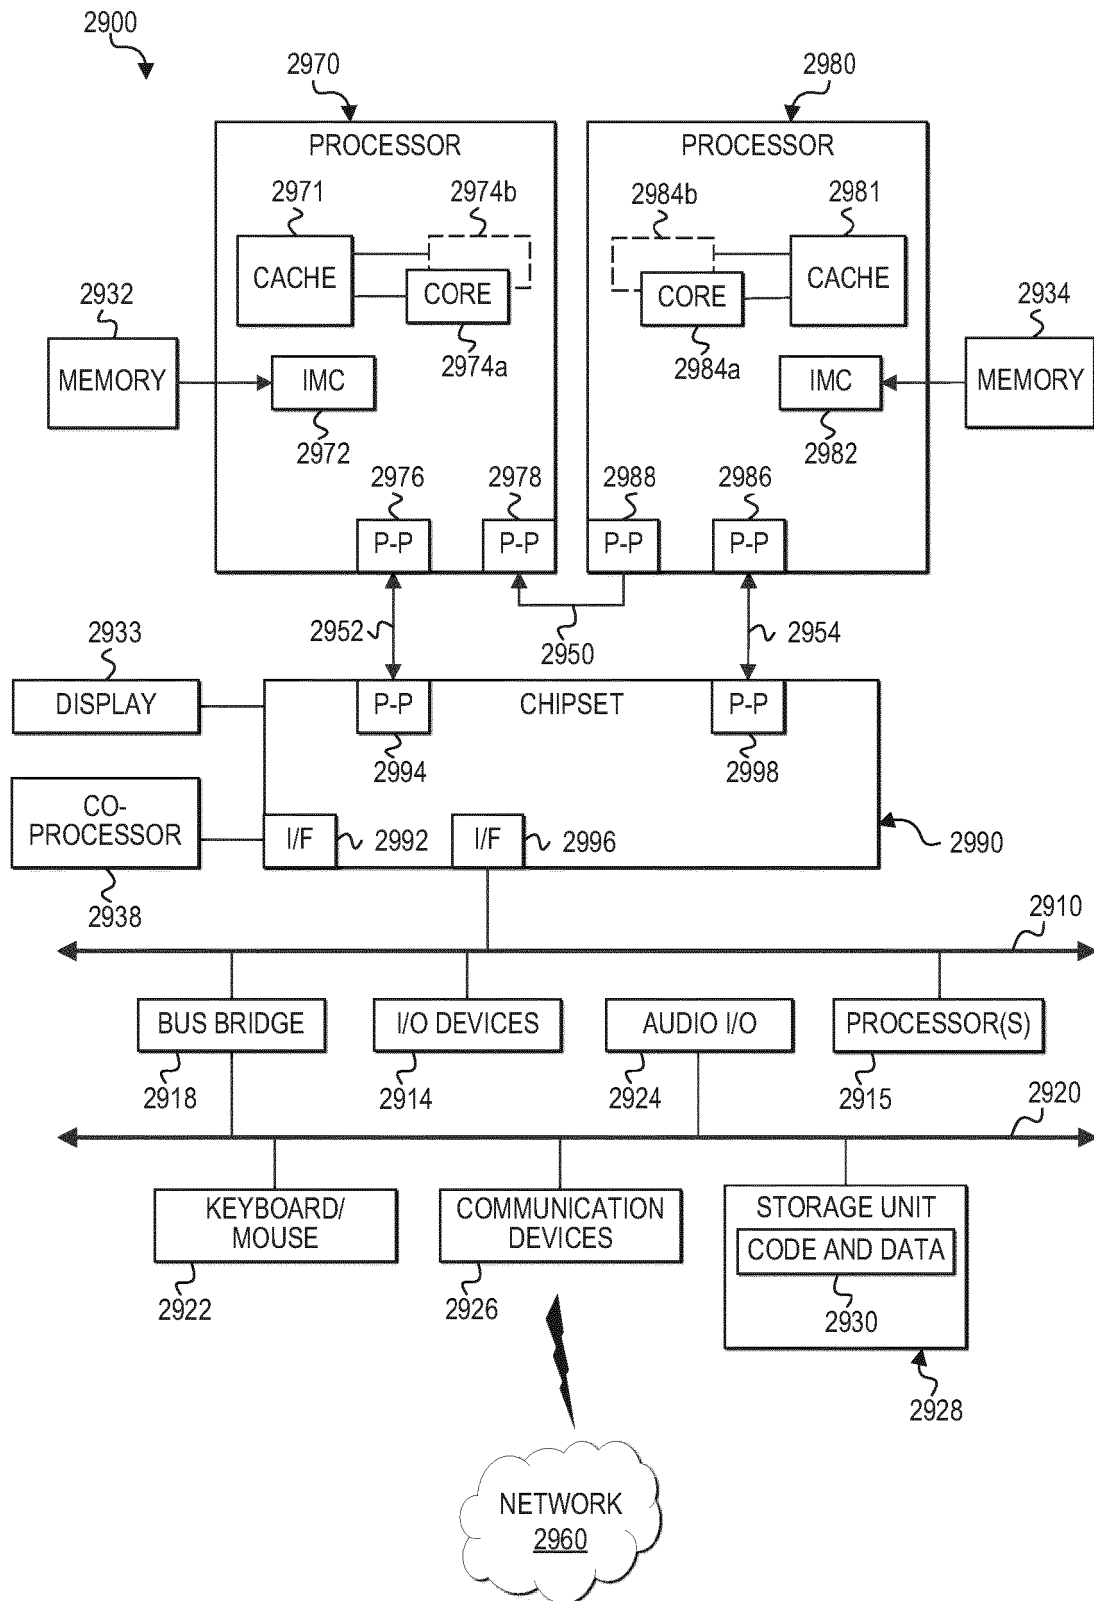 2900
2970
2980
PROCESSOR
PROCESSOR
2971
2974b
2984b
2981
CACHE
CORE
CORE
CACHE
2932
2934
2974a
2984a
MEMORY
IMC
IMC
MEMORY
2972
2982
2976
2978
2988
2986
P-P
P-P
P-P
P-P
2933
2952
2950
2954
DISPLAY
P-P
CHIPSET
P-P
2994
2998
CO-
PROCESSOR
I/F
2992
I/F
2996
2990
2938
2910
BUS BRIDGE
I/O DEVICES
AUDIO I/O
PROCESSOR(S)
2918
2914
2924
2915
2920
KEYBOARD/
MOUSE
COMMUNICATION
DEVICES
STORAGE UNIT
CODE AND DATA
2922
2926
2930
2928
NETWORK
2960